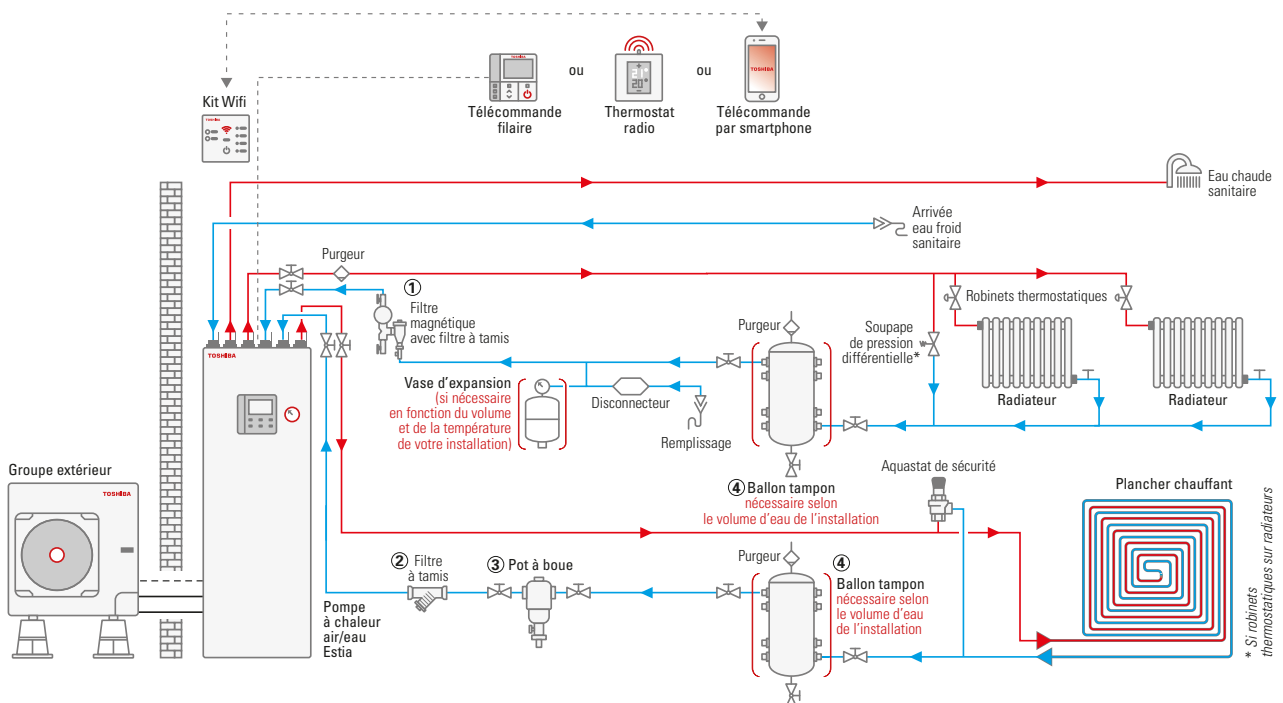 Kit Wifi
TOSHIBA
TOSHIBA
ou
21°
20°
ou
TOSHIBA
Télécommande
filaire
Thermostat
radio
Télécommande
par smartphone
Eau chaude
sanitaire
Arrivée
eau froid
sanitaire
Purgeur
1
Filtre
magnétique
avec filtre à tamis
Robinets thermostatiques
Purgeur
Soupape
de pression
différentielle*
TOSHIBA
Vase d'expansion
(si nécessaire
en fonction du volume
et de la température
de votre installation)
Disconnecteur
Remplissage
Radiateur
Radiateur
Groupe extérieur
TOSHIBA
4 Ballon tampon
nécessaire selon
le volume d'eau de l'installation
Aquastat de sécurité
Plancher chauffant
2 Filtre
à tamis
3 Pot à boue
Purgeur
4
Ballon tampon
nécessaire selon
le volume d'eau
de l'installation
Pompe
à chaleur
air/eau
Estia
* Si robinets
thermostatiques sur radiateurs